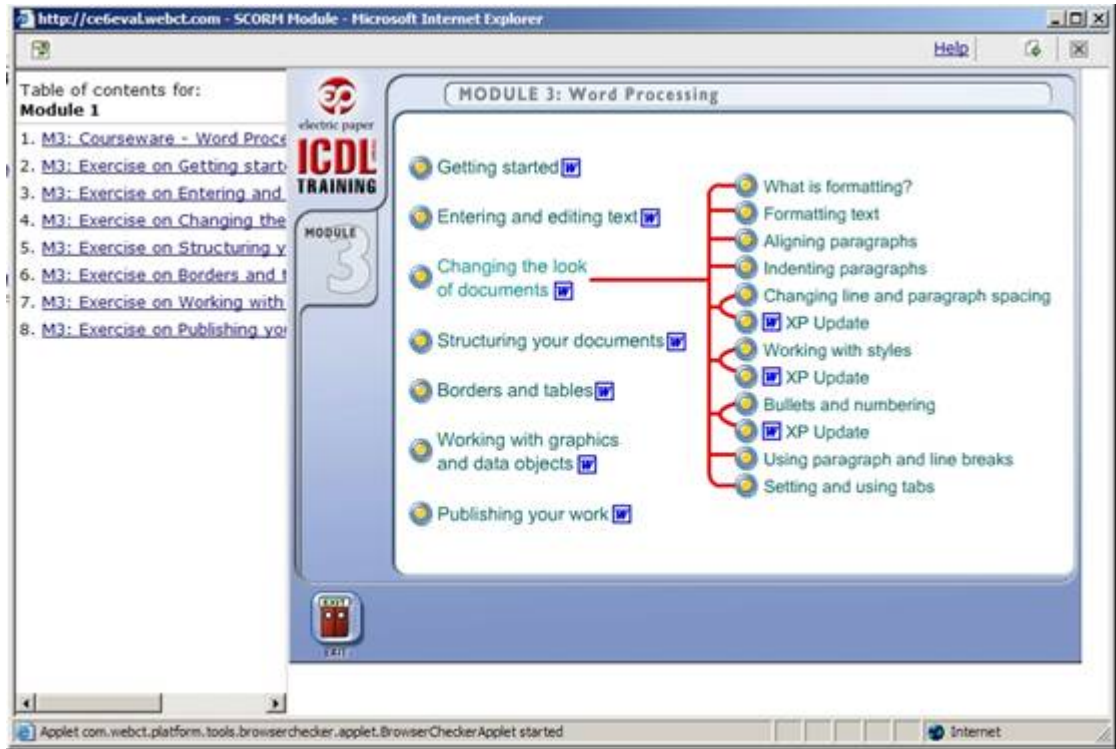 http://ce6eval.webct.com - SCORM Module - Microsoft Internet Explorer
Help
Table of contents for:
Module 1
1. M3: Courseware - Word Proce
2. M3: Exercise on Getting start
3. M3: Exercise on Entering and
4. M3: Exercise on Changing the
5. M3: Exercise on Structuring y
6. M3: Exercise on Borders and t
7. M3: Exercise on Working with
8. M3: Exercise on Publishing you
electric paper
ICDL
TRAINING
MODULE
3
MODULE 3: Word Processing
Getting started W
Entering and editing text W
Changing the look
of documents W
Structuring your documents W
Borders and tables W
Working with graphics
and data objects W
Publishing your work W
What is formatting?
Formatting text
Aligning paragraphs
Indenting paragraphs
Changing line and paragraph spacing
W XP Update
Working with styles
W XP Update
Bullets and numbering
W XP Update
Using paragraph and line breaks
Setting and using tabs
EXIT
EXIT
Applet com.webct.platform.tools.browserchecker.applet.BrowserCheckerApplet started
Internet